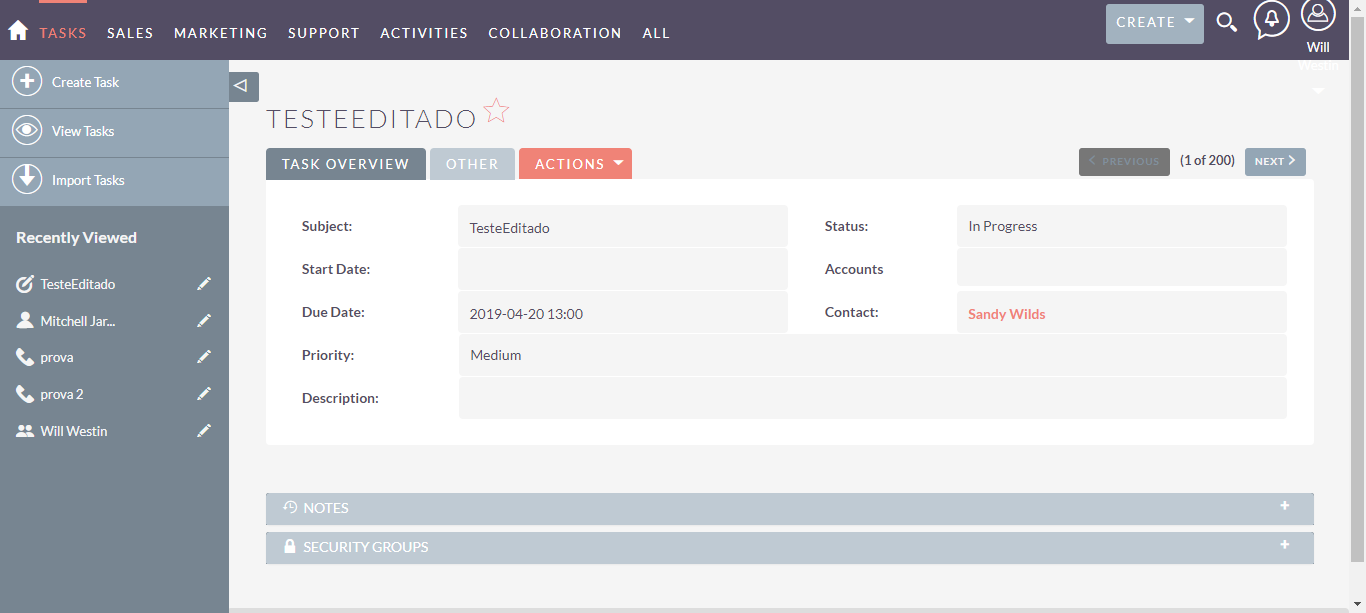 TASKS SALES MARKETING SUPPORT ACTIVITIES COLLABORATION ALL CREATE
Will
Westin
Create Task
View Tasks
Import Tasks
Recently Viewed
TesteEditado
Mitchell Jar...
prova
prova 2
Will Westin
TESTEEDITADO
TASK OVERVIEW OTHER ACTIONS PREVIOUS (1 of 200) NEXT
Subject: TesteEditado Status: In Progress
Start Date: Accounts
Due Date: 2019-04-20 13:00 Contact: Sandy Wilds
Priority: Medium
Description:
NOTES
SECURITY GROUPS